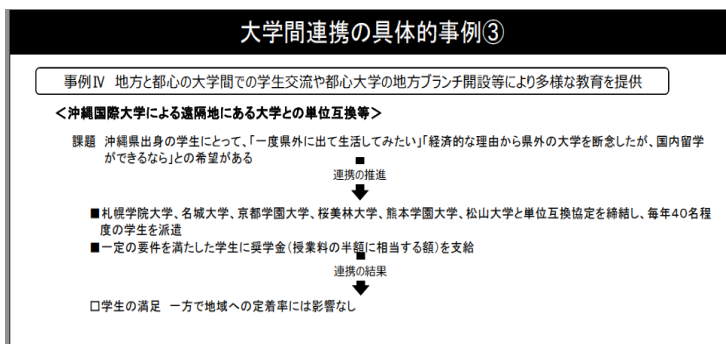 大学間連携の具体的事例③
事例Ⅳ 地方と都心の大学間での学生交流や都心大学の地方ブランチ開設等により多様な教育を提供
＜沖縄国際大学による遠隔地にある大学との単位互換等＞
課題 沖縄県出身の学生にとって、「一度県外に出て生活してみたい」「経済的な理由から県外の大学を断念したが、国内留学
ができるなら」との希望がある
連携の推進
■札幌学院大学、名城大学、京都学園大学、桜美林大学、熊本学園大学、松山大学と単位互換協定を締結し、毎年40名程
度の学生を派遣
■一定の要件を満たした学生に奨学金（授業料の半額に相当する額）を支給
連携の結果
□学生の満足 一方で地域への定着率には影響なし